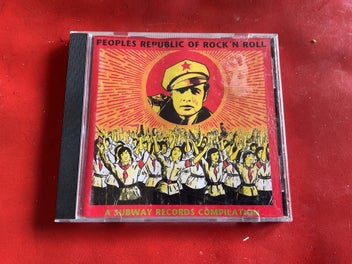 PEOPLES REPUBLIC OF ROCK'N'ROLL
A SUBWAY RECORDS COMPILATION